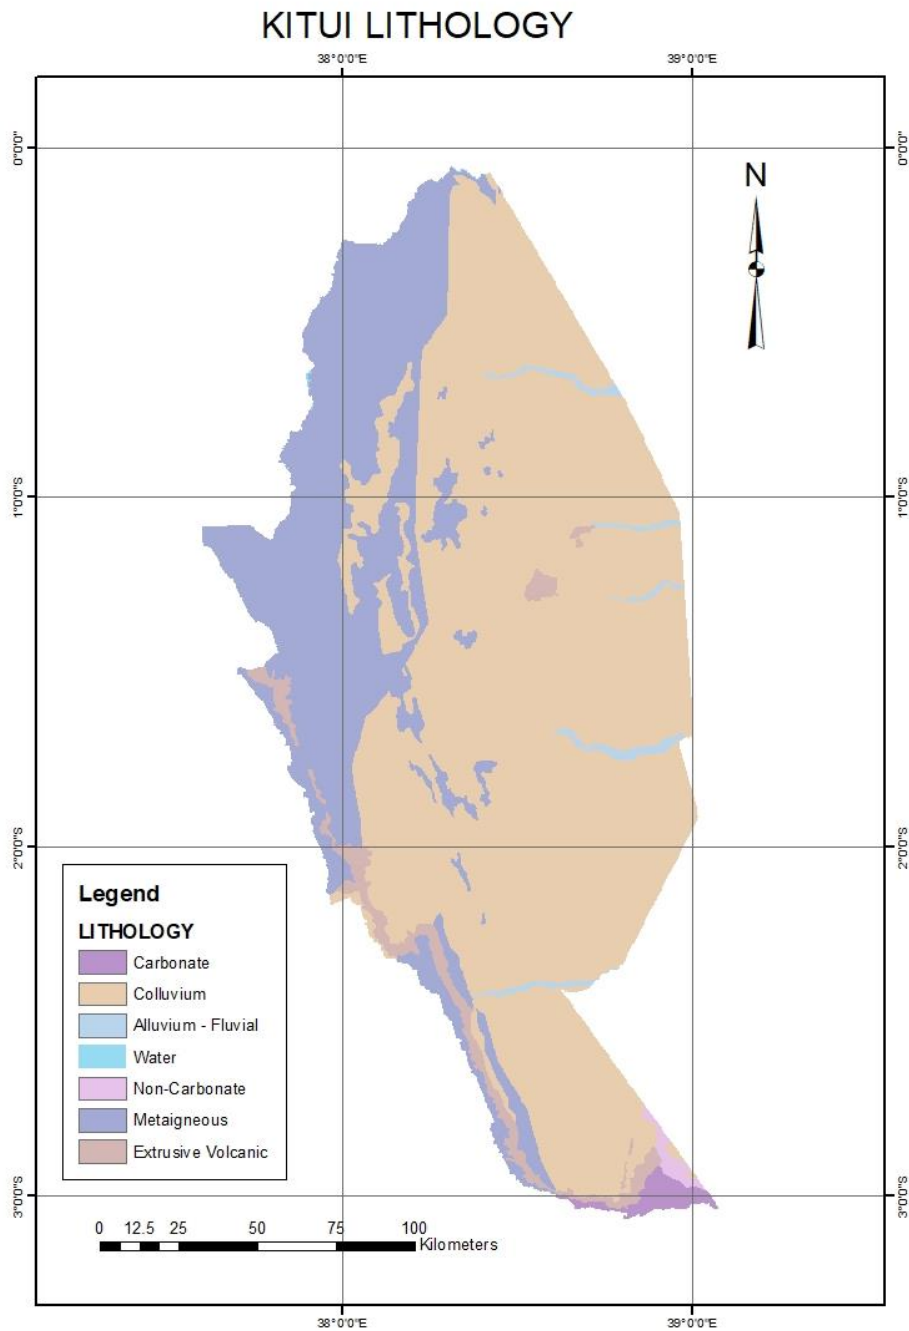 KITUI LITHOLOGY
38°0'0"E 39°0'0"E
0°0'0" 0°0'0"
N
1°0'0"S 1°0'0"S
2°0'0"S 2°0'0"S
Legend
LITHOLOGY
Carbonate
Colluvium
Alluvium - Fluvial
Water
Non-Carbonate
Metaigneous
Extrusive Volcanic
3°0'0"S 3°0'0"S
0 12.5 25 50 75 100
Kilometers
38°0'0"E 39°0'0"E